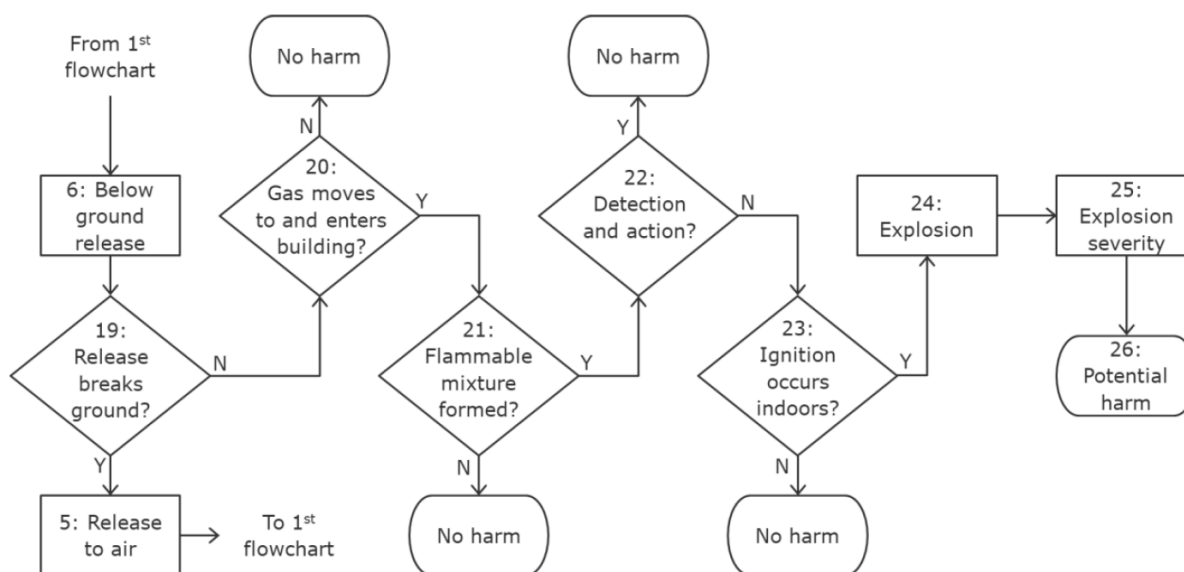 From 1st
flowchart
6: Below
ground
release
19:
Release
breaks
ground?
N
Y
5: Release
to air
To 1st
flowchart
No harm
N
20:
Gas moves
to and enters
building?
Y
21:
Flammable
mixture
formed?
Y
N
No harm
No harm
Y
22:
Detection
and action?
N
23:
Ignition
occurs
indoors?
Y
N
No harm
24:
Explosion
25:
Explosion
severity
26:
Potential
harm